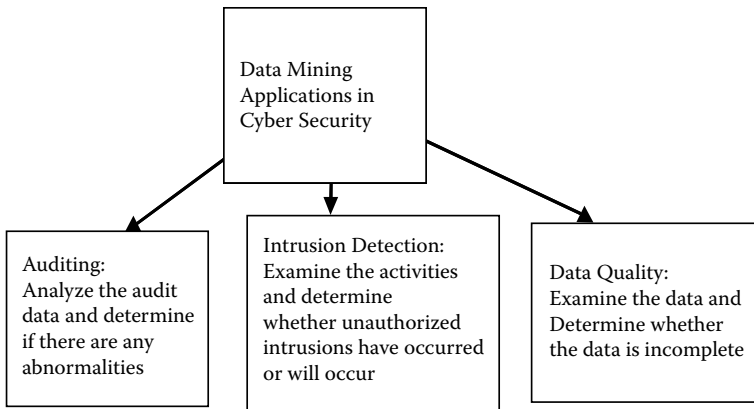 Data Mining
Applications in
Cyber Security
Auditing:
Analyze the audit
data and determine
if there are any
abnormalities
Intrusion Detection:
Examine the activities
and determine
whether unauthorized
intrusions have occurred
or will occur
Data Quality:
Examine the data and
Determine whether
the data is incomplete